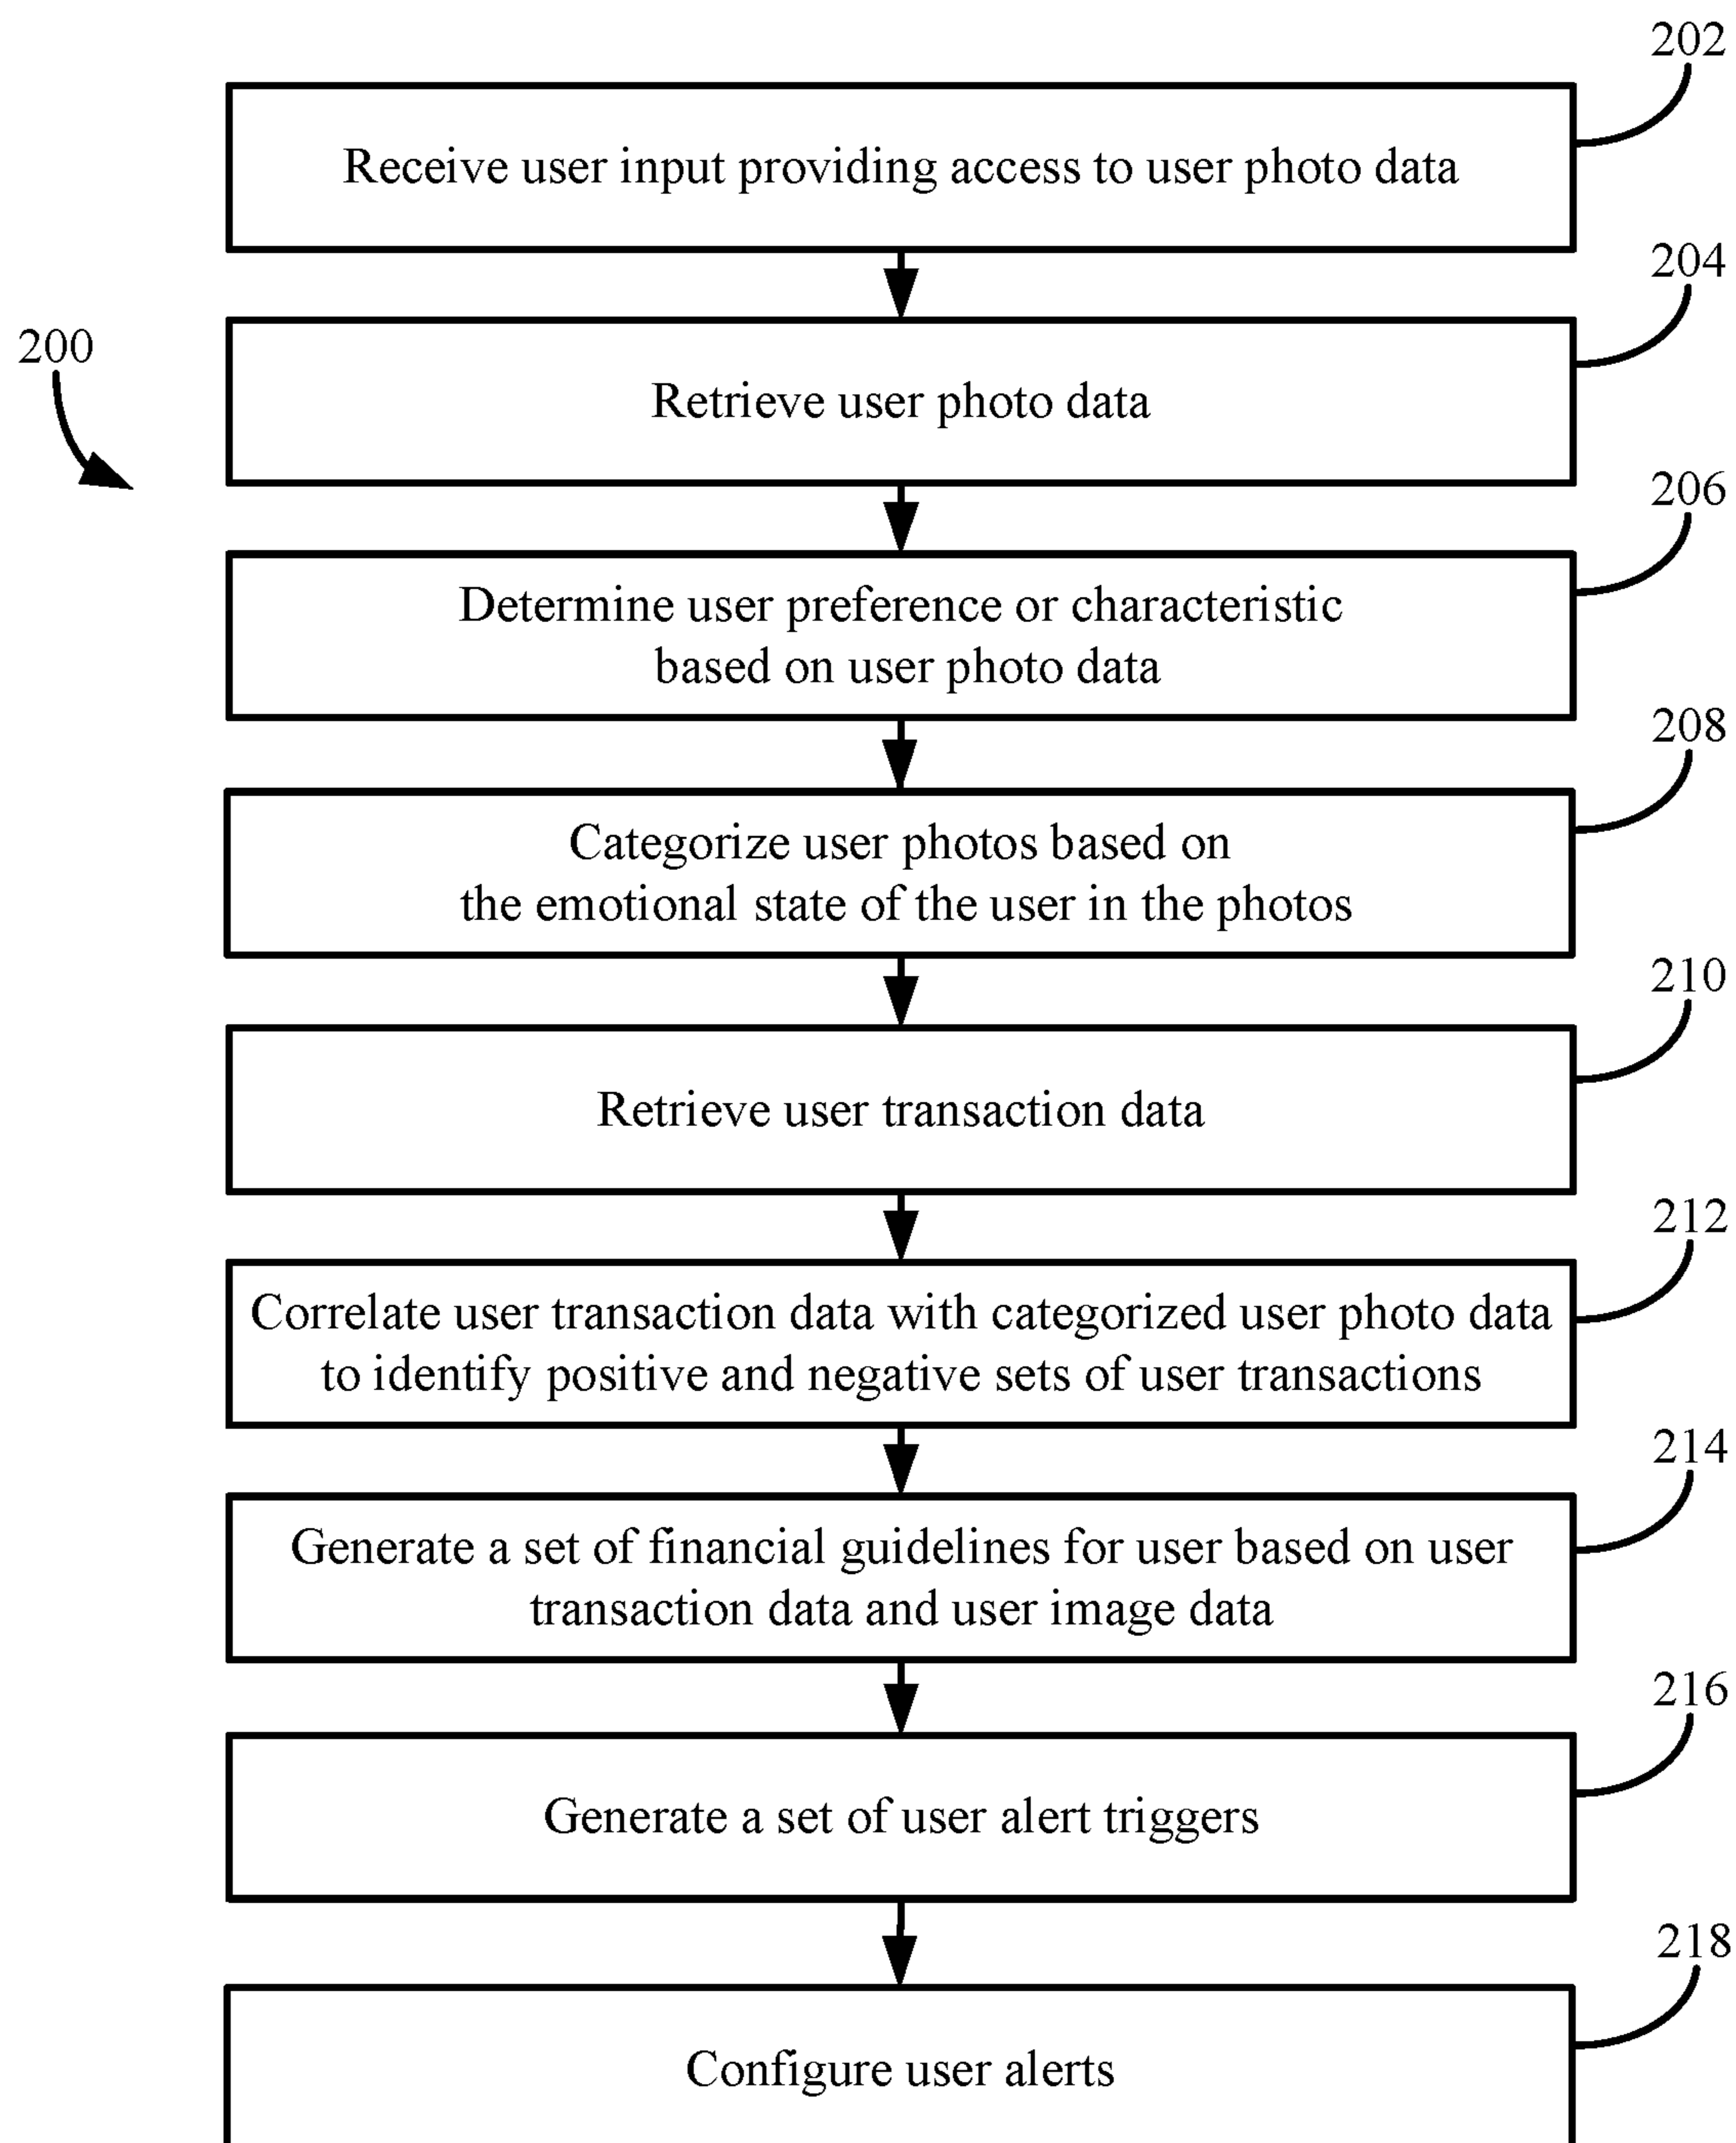 202
Receive user input providing access to user photo data
204
200
Retrieve user photo data
206
Determine user preference or characteristic
based on user photo data
208
Categorize user photos based on
the emotional state of the user in the photos
210
Retrieve user transaction data
212
Correlate user transaction data with categorized user photo data
to identify positive and negative sets of user transactions
214
Generate a set of financial guidelines for user based on user
transaction data and user image data
216
Generate a set of user alert triggers
218
Configure user alerts